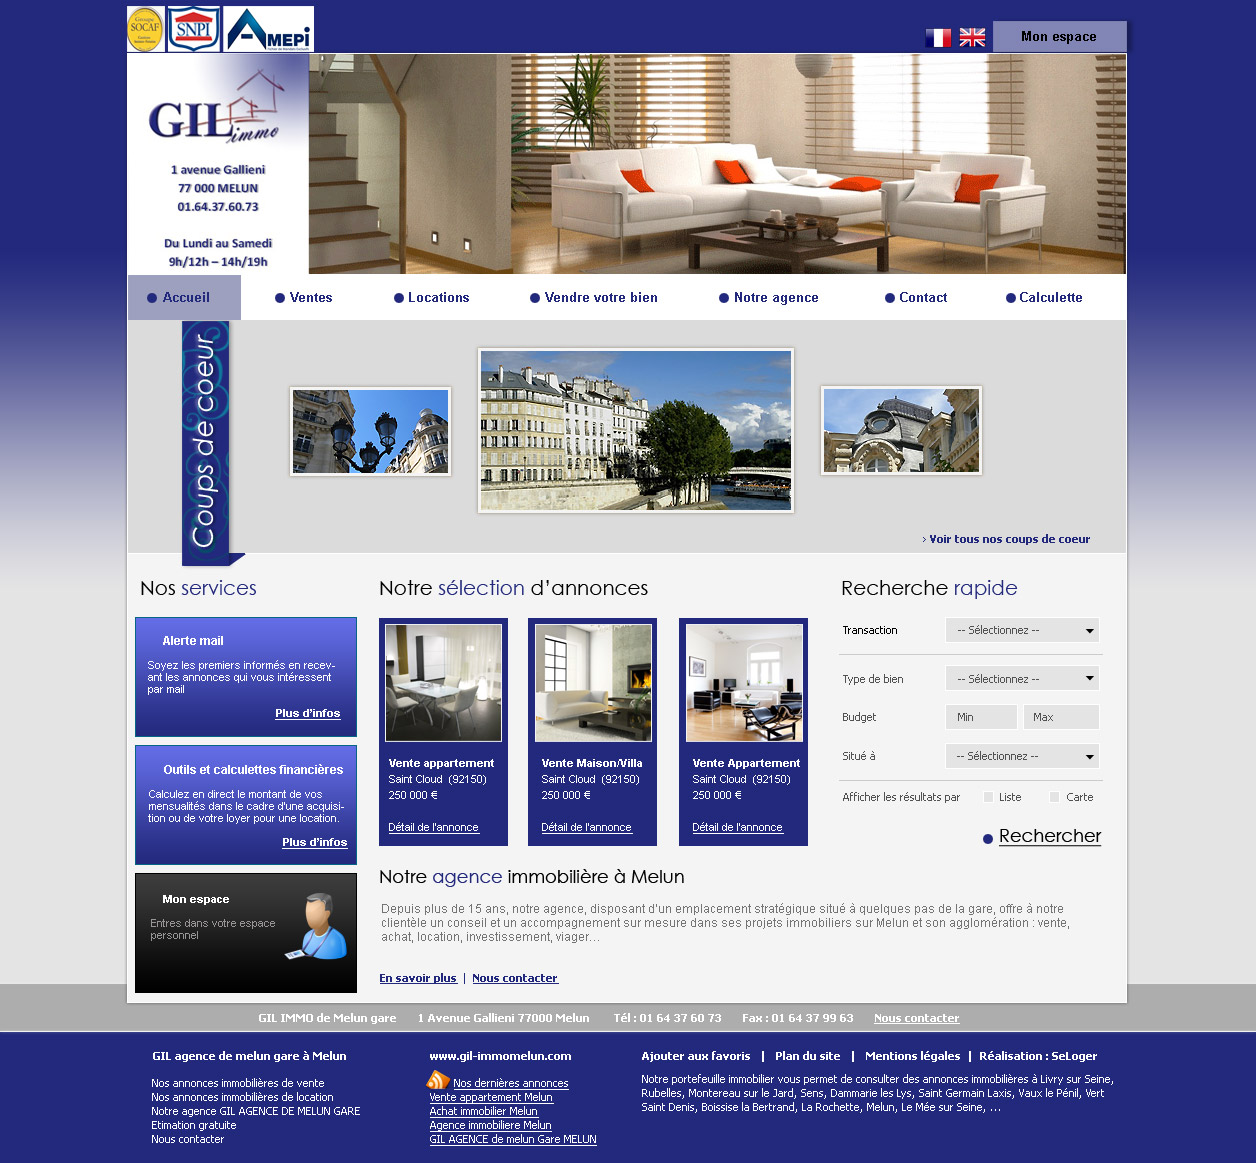 Groupe
SOCAF
SNPI
AMEPI
Mon espace
GIL
immo
1 avenue Gallieni
77 000 MELUN
01.64.37.60.73
Du Lundi au Samedi
9h/12h – 14h/19h
Accueil
Ventes
Locations
Vendre votre bien
Notre agence
Contact
Calculette
Coups de coeur
› Voir tous nos coups de coeur
Nos services
Alerte mail
Soyez les premiers informés en recev-
ant les annonces qui vous intéressent
par mail
Plus d'infos
Outils et calculettes financières
Calculez en direct le montant de vos
mensualités dans le cadre d'une acquisi-
tion ou de votre loyer pour une location.
Plus d'infos
Mon espace
Entres dans votre espace
personnel
Notre sélection d'annonces
Vente appartement
Saint Cloud (92150)
250 000 €
Détail de l'annonce
Vente Maison/Villa
Saint Cloud (92150)
250 000 €
Détail de l'annonce
Vente Appartement
Saint Cloud (92150)
250 000 €
Détail de l'annonce
Recherche rapide
Transaction
-- Sélectionnez --
Type de bien
-- Sélectionnez --
Budget
Min
Max
Situé à
-- Sélectionnez --
Afficher les résultats par
Liste
Carte
Rechercher
Notre agence immobilière à Melun
Depuis plus de 15 ans, notre agence, disposant d'un emplacement stratégique situé à quelques pas de la gare, offre à notre
clientèle un conseil et un accompagnement sur mesure dans ses projets immobiliers sur Melun et son agglomération : vente,
achat, location, investissement, viager...
En savoir plus | Nous contacter
GIL IMMO de Melun gare 1 Avenue Gallieni 77000 Melun Tél : 01 64 37 60 73 Fax : 01 64 37 99 63 Nous contacter
GIL agence de melun gare à Melun
Nos annonces immobilières de vente
Nos annonces immobilières de location
Notre agence GIL AGENCE DE MELUN GARE
Etimation gratuite
Nous contacter
www.gil-immomelun.com
Nos dernières annonces
Vente appartement Melun
Achat immobilier Melun
Agence immobiliere Melun
GIL AGENCE de melun Gare MELUN
Ajouter aux favoris | Plan du site | Mentions légales | Réalisation : SeLoger
Notre portefeuille immobilier vous permet de consulter des annonces immobilières à Livry sur Seine,
Rubelles, Montereau sur le Jard, Sens, Dammarie les Lys, Saint Germain Laxis, Vaux le Pénil, Vert
Saint Denis, Boissise la Bertrand, La Rochette, Melun, Le Mée sur Seine, ...